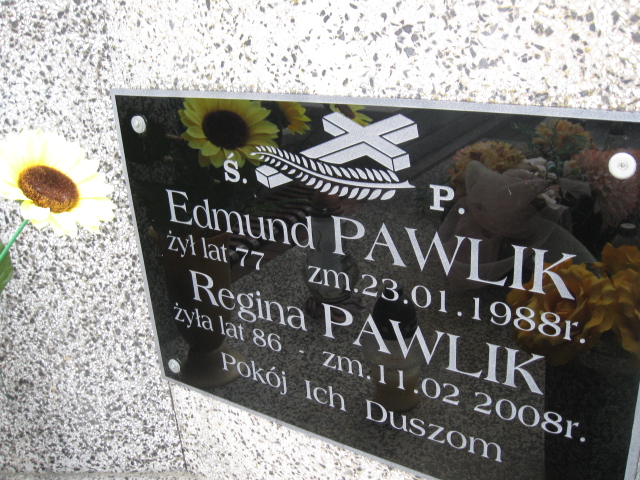 Ś. P.
Edmund PAWLIK
żył lat 77 zm.23.01.1988r.
Regina PAWLIK
żyła lat 86 - zm.11.02 2008r.
Pokój Ich Duszom